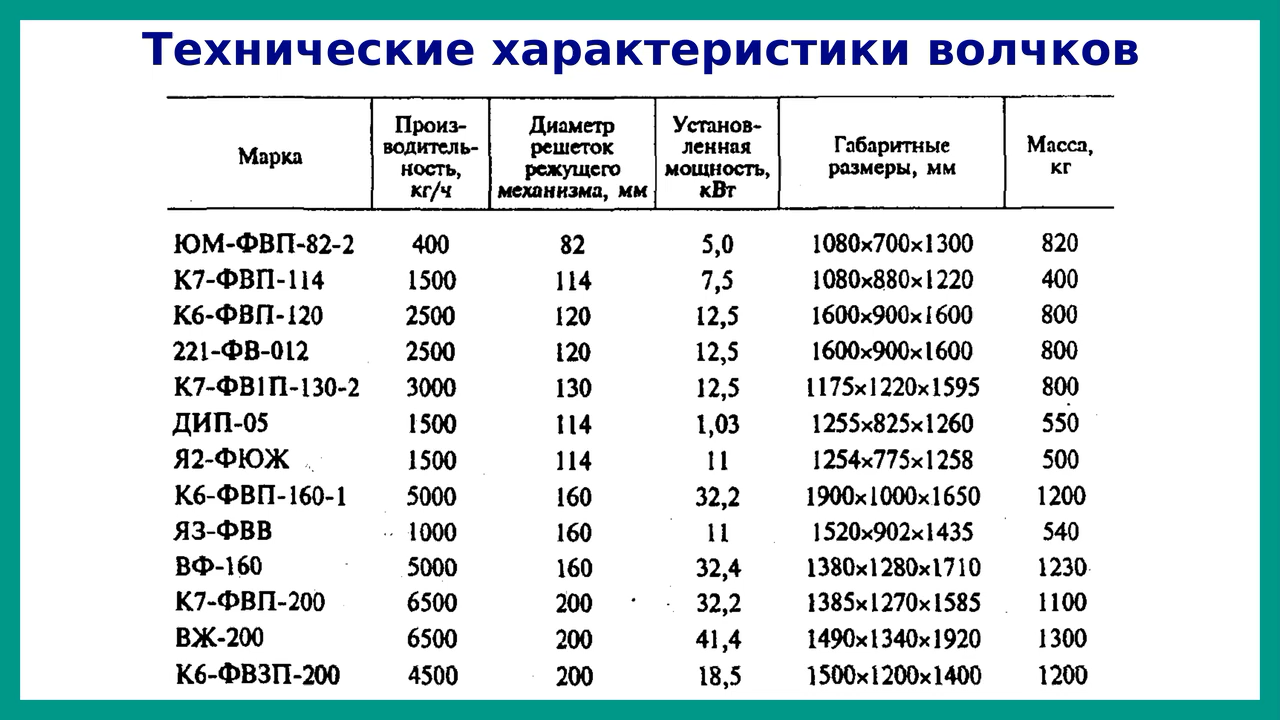 Технические характеристики волчков
Марка
Произ-
водитель-
ность,
кг/ч
Диаметр
решеток
режущего
механизма, мм
Установ-
ленная
мощность,
кВт
Габаритные
размеры, мм
Масса,
кг
ЮМ-ФВП-82-2 400 82 5,0 1080×700×1300 820
К7-ФВП-114 1500 114 7,5 1080×880×1220 400
К6-ФВП-120 2500 120 12,5 1600×900×1600 800
221-ФВ-012 2500 120 12,5 1600×900×1600 800
К7-ФВ1П-130-2 3000 130 12,5 1175×1220×1595 800
ДИП-05 1500 114 1,03 1255×825×1260 550
Я2-ФЮЖ 1500 114 11 1254×775×1258 500
К6-ФВП-160-1 5000 160 32,2 1900×1000×1650 1200
ЯЗ-ФВВ 1000 160 11 1520×902×1435 540
ВФ-160 5000 160 32,4 1380×1280×1710 1230
К7-ФВП-200 6500 200 32,2 1385×1270×1585 1100
ВЖ-200 6500 200 41,4 1490×1340×1920 1300
К6-ФВЗП-200 4500 200 18,5 1500×1200×1400 1200